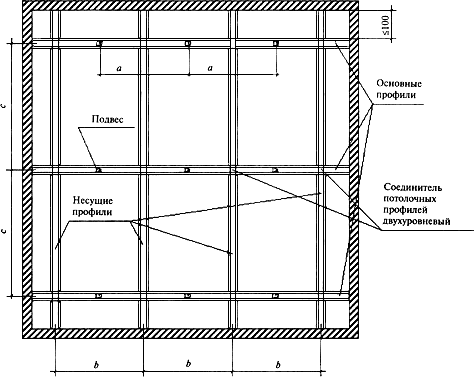 ≤100
a
a
c
Основные
профили
Подвес
Соединитель
потолочных
профилей
двухуровневый
Несущие
профили
c
b
b
b